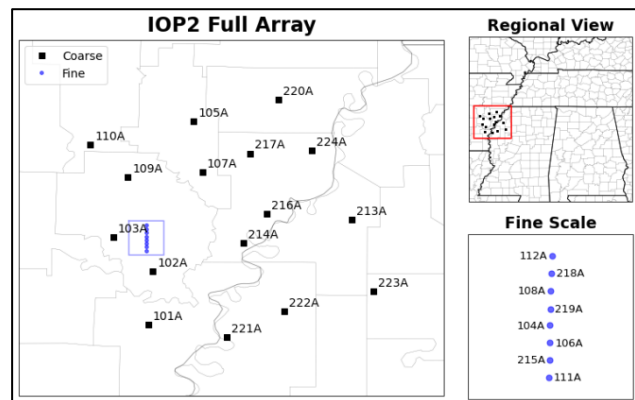 IOP2 Full Array
Coarse
Fine
220A
105A
110A
217A
224A
109A
107A
216A
213A
103A
214A
102A
223A
222A
101A
221A
Regional View
Fine Scale
112A
218A
108A
219A
104A
106A
215A
111A